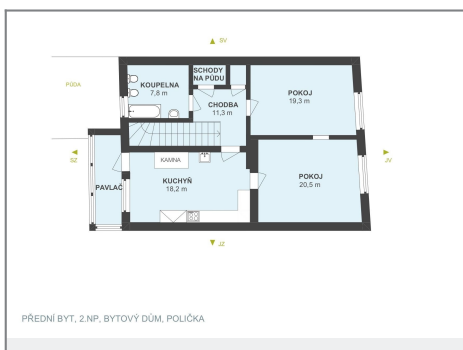 SV
SCHODY
NA PŮDU
PŮDA
KOUPELNA
7,8 m
CHODBA
11,3 m
POKOJ
19,3 m
SZ
JV
KAMNA
PAVLAČ
KUCHYŇ
18,2 m
POKOJ
20,5 m
JZ
PŘEDNÍ BYT, 2.NP, BYTOVÝ DŮM, POLIČKA